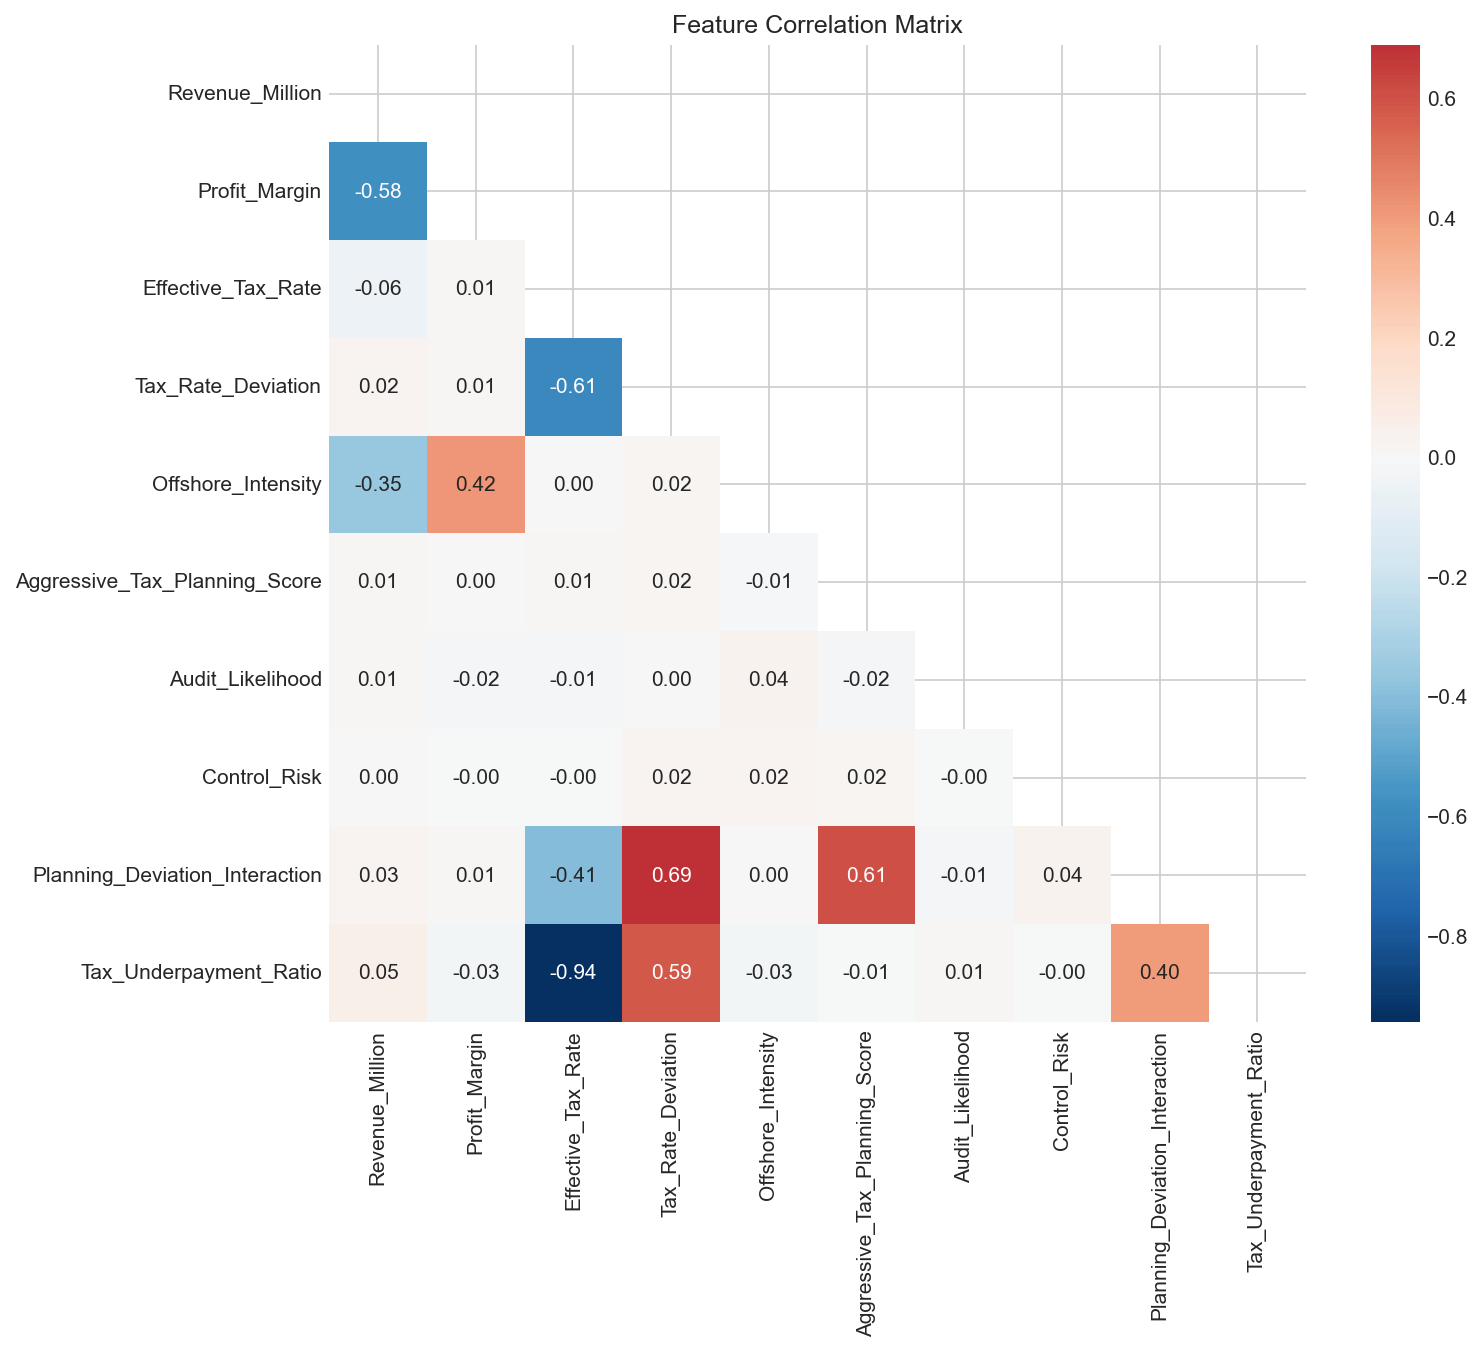 Feature Correlation Matrix
Revenue_Million
Profit_Margin -0.58
Effective_Tax_Rate -0.06 0.01
Tax_Rate_Deviation 0.02 0.01 -0.61
Offshore_Intensity -0.35 0.42 0.00 0.02
Aggressive_Tax_Planning_Score 0.01 0.00 0.01 0.02 -0.01
Audit_Likelihood 0.01 -0.02 -0.01 0.00 0.04 -0.02
Control_Risk 0.00 -0.00 -0.00 0.02 0.02 0.02 -0.00
Planning_Deviation_Interaction 0.03 0.01 -0.41 0.69 0.00 0.61 -0.01 0.04
Tax_Underpayment_Ratio 0.05 -0.03 -0.94 0.59 -0.03 -0.01 0.01 -0.00 0.40
Revenue_Million
Profit_Margin
Effective_Tax_Rate
Tax_Rate_Deviation
Offshore_Intensity
Aggressive_Tax_Planning_Score
Audit_Likelihood
Control_Risk
Planning_Deviation_Interaction
Tax_Underpayment_Ratio
0.6
0.4
0.2
0.0
−0.2
−0.4
−0.6
−0.8